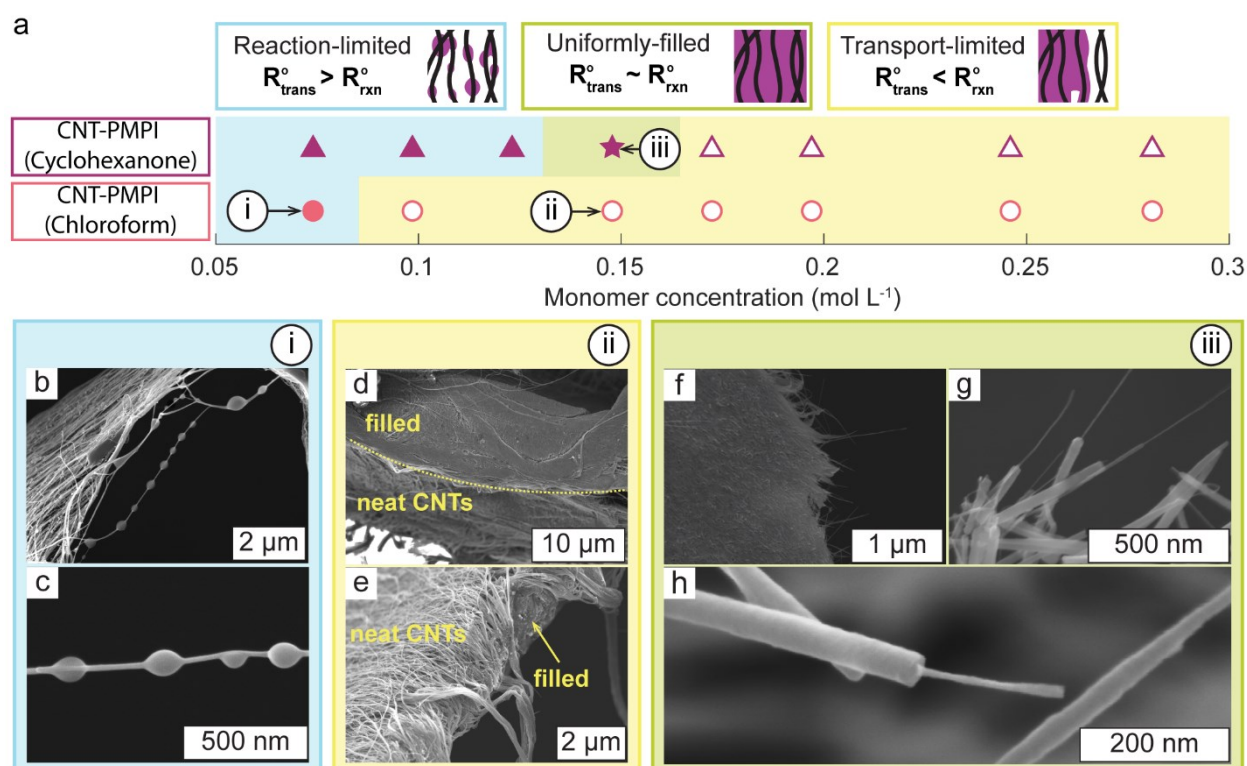 a
Reaction-limited
R°trans > R°rxn
Uniformly-filled
R°trans ~ R°rxn
Transport-limited
R°trans < R°rxn
CNT-PMPI
(Cyclohexanone)
iii
CNT-PMPI
(Chloroform)
i
ii
0.05 0.1 0.15 0.2 0.25 0.3
Monomer concentration (mol L⁻¹)
i
b
2 µm
c
500 nm
ii
d
filled
neat CNTs
10 µm
e
neat CNTs
filled
2 µm
iii
f
1 µm
g
500 nm
h
200 nm